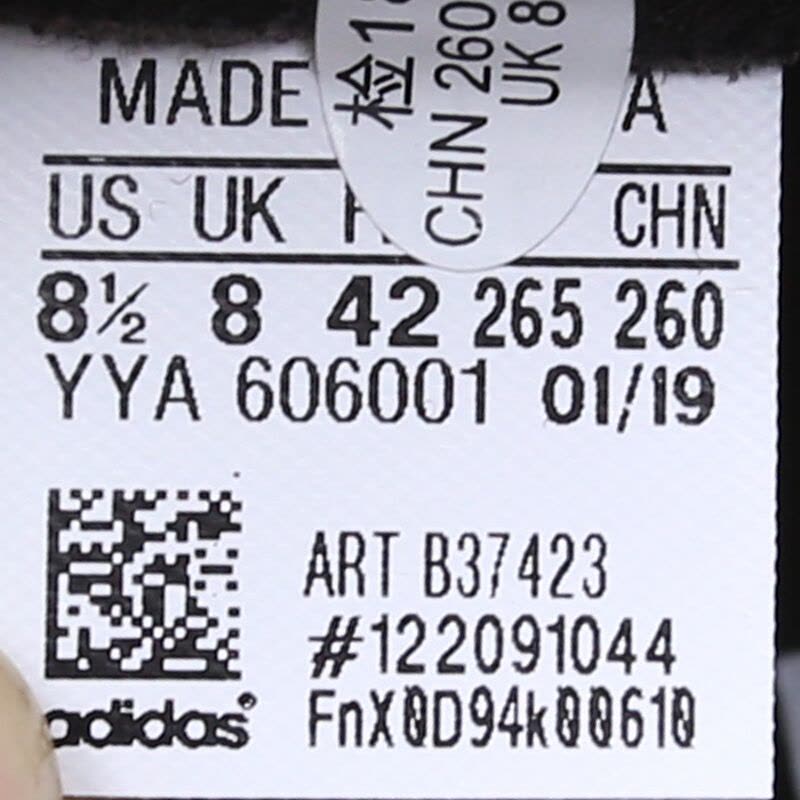 MADE A
US UK F CHN
8½ 8 42 265 260
YYA 606001 01/19
ART B37423
#122091044
FnX0D94k00610
adidas®
检18
CHN 260
UK 8